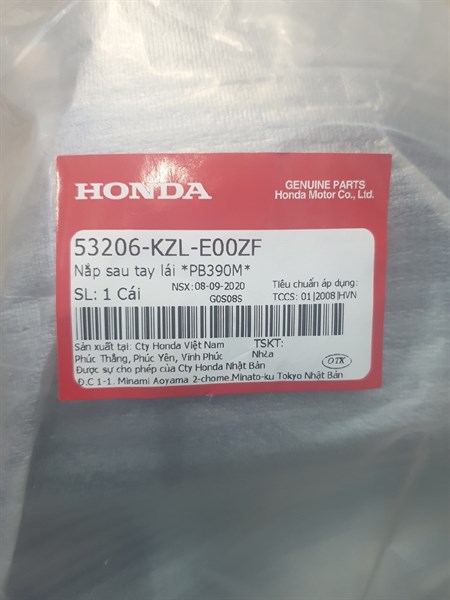 HONDA
GENUINE PARTS
Honda Motor Co., Ltd.
53206-KZL-E00ZF
Nắp sau tay lái *PB390M*
SL: 1 Cái
NSX: 08-09-2020
G0S08S
Tiêu chuẩn áp dụng:
TCCS: 01|2008|HVN
Sản xuất tại: Cty Honda Việt Nam
Phúc Thắng, Phúc Yên, Vĩnh Phúc
TSKT:
Nhựa
OTK
Được sự cho phép của Cty Honda Nhật Bản
Đ.C 1-1, Minami Aoyama 2-chome,Minato-ku Tokyo Nhật Bản